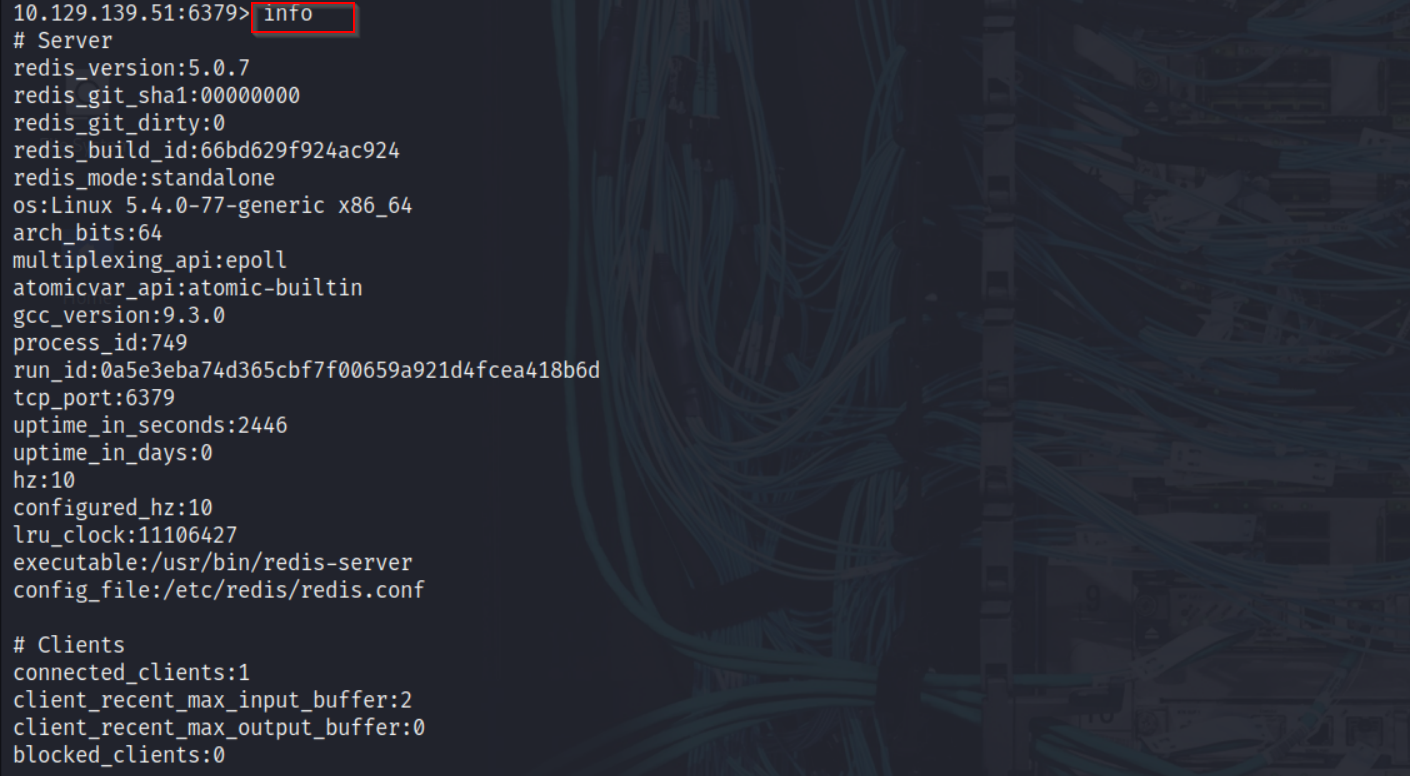 10.129.139.51:6379> info
# Server
redis_version:5.0.7
redis_git_sha1:00000000
redis_git_dirty:0
redis_build_id:66bd629f924ac924
redis_mode:standalone
os:Linux 5.4.0-77-generic x86_64
arch_bits:64
multiplexing_api:epoll
atomicvar_api:atomic-builtin
gcc_version:9.3.0
process_id:749
run_id:0a5e3eba74d365cbf7f00659a921d4fcea418b6d
tcp_port:6379
uptime_in_seconds:2446
uptime_in_days:0
hz:10
configured_hz:10
lru_clock:11106427
executable:/usr/bin/redis-server
config_file:/etc/redis/redis.conf
# Clients
connected_clients:1
client_recent_max_input_buffer:2
client_recent_max_output_buffer:0
blocked_clients:0